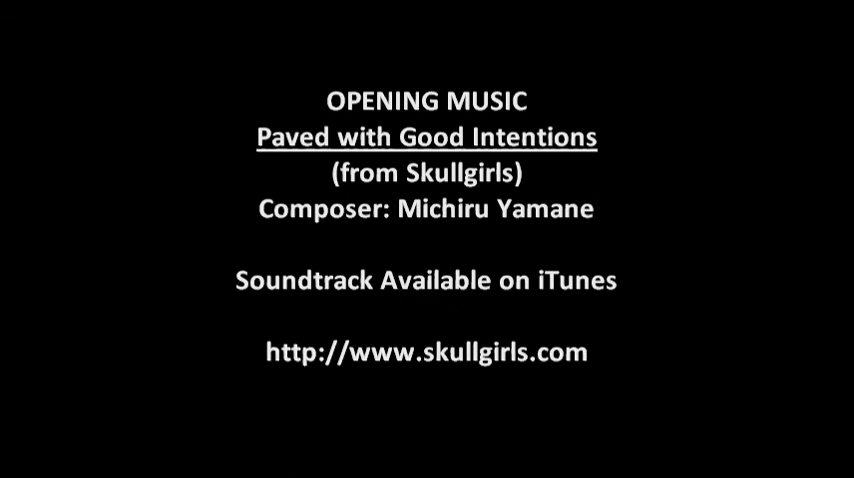 OPENING MUSIC
Paved with Good Intentions
(from Skullgirls)
Composer: Michiru Yamane
Soundtrack Available on iTunes
http://www.skullgirls.com